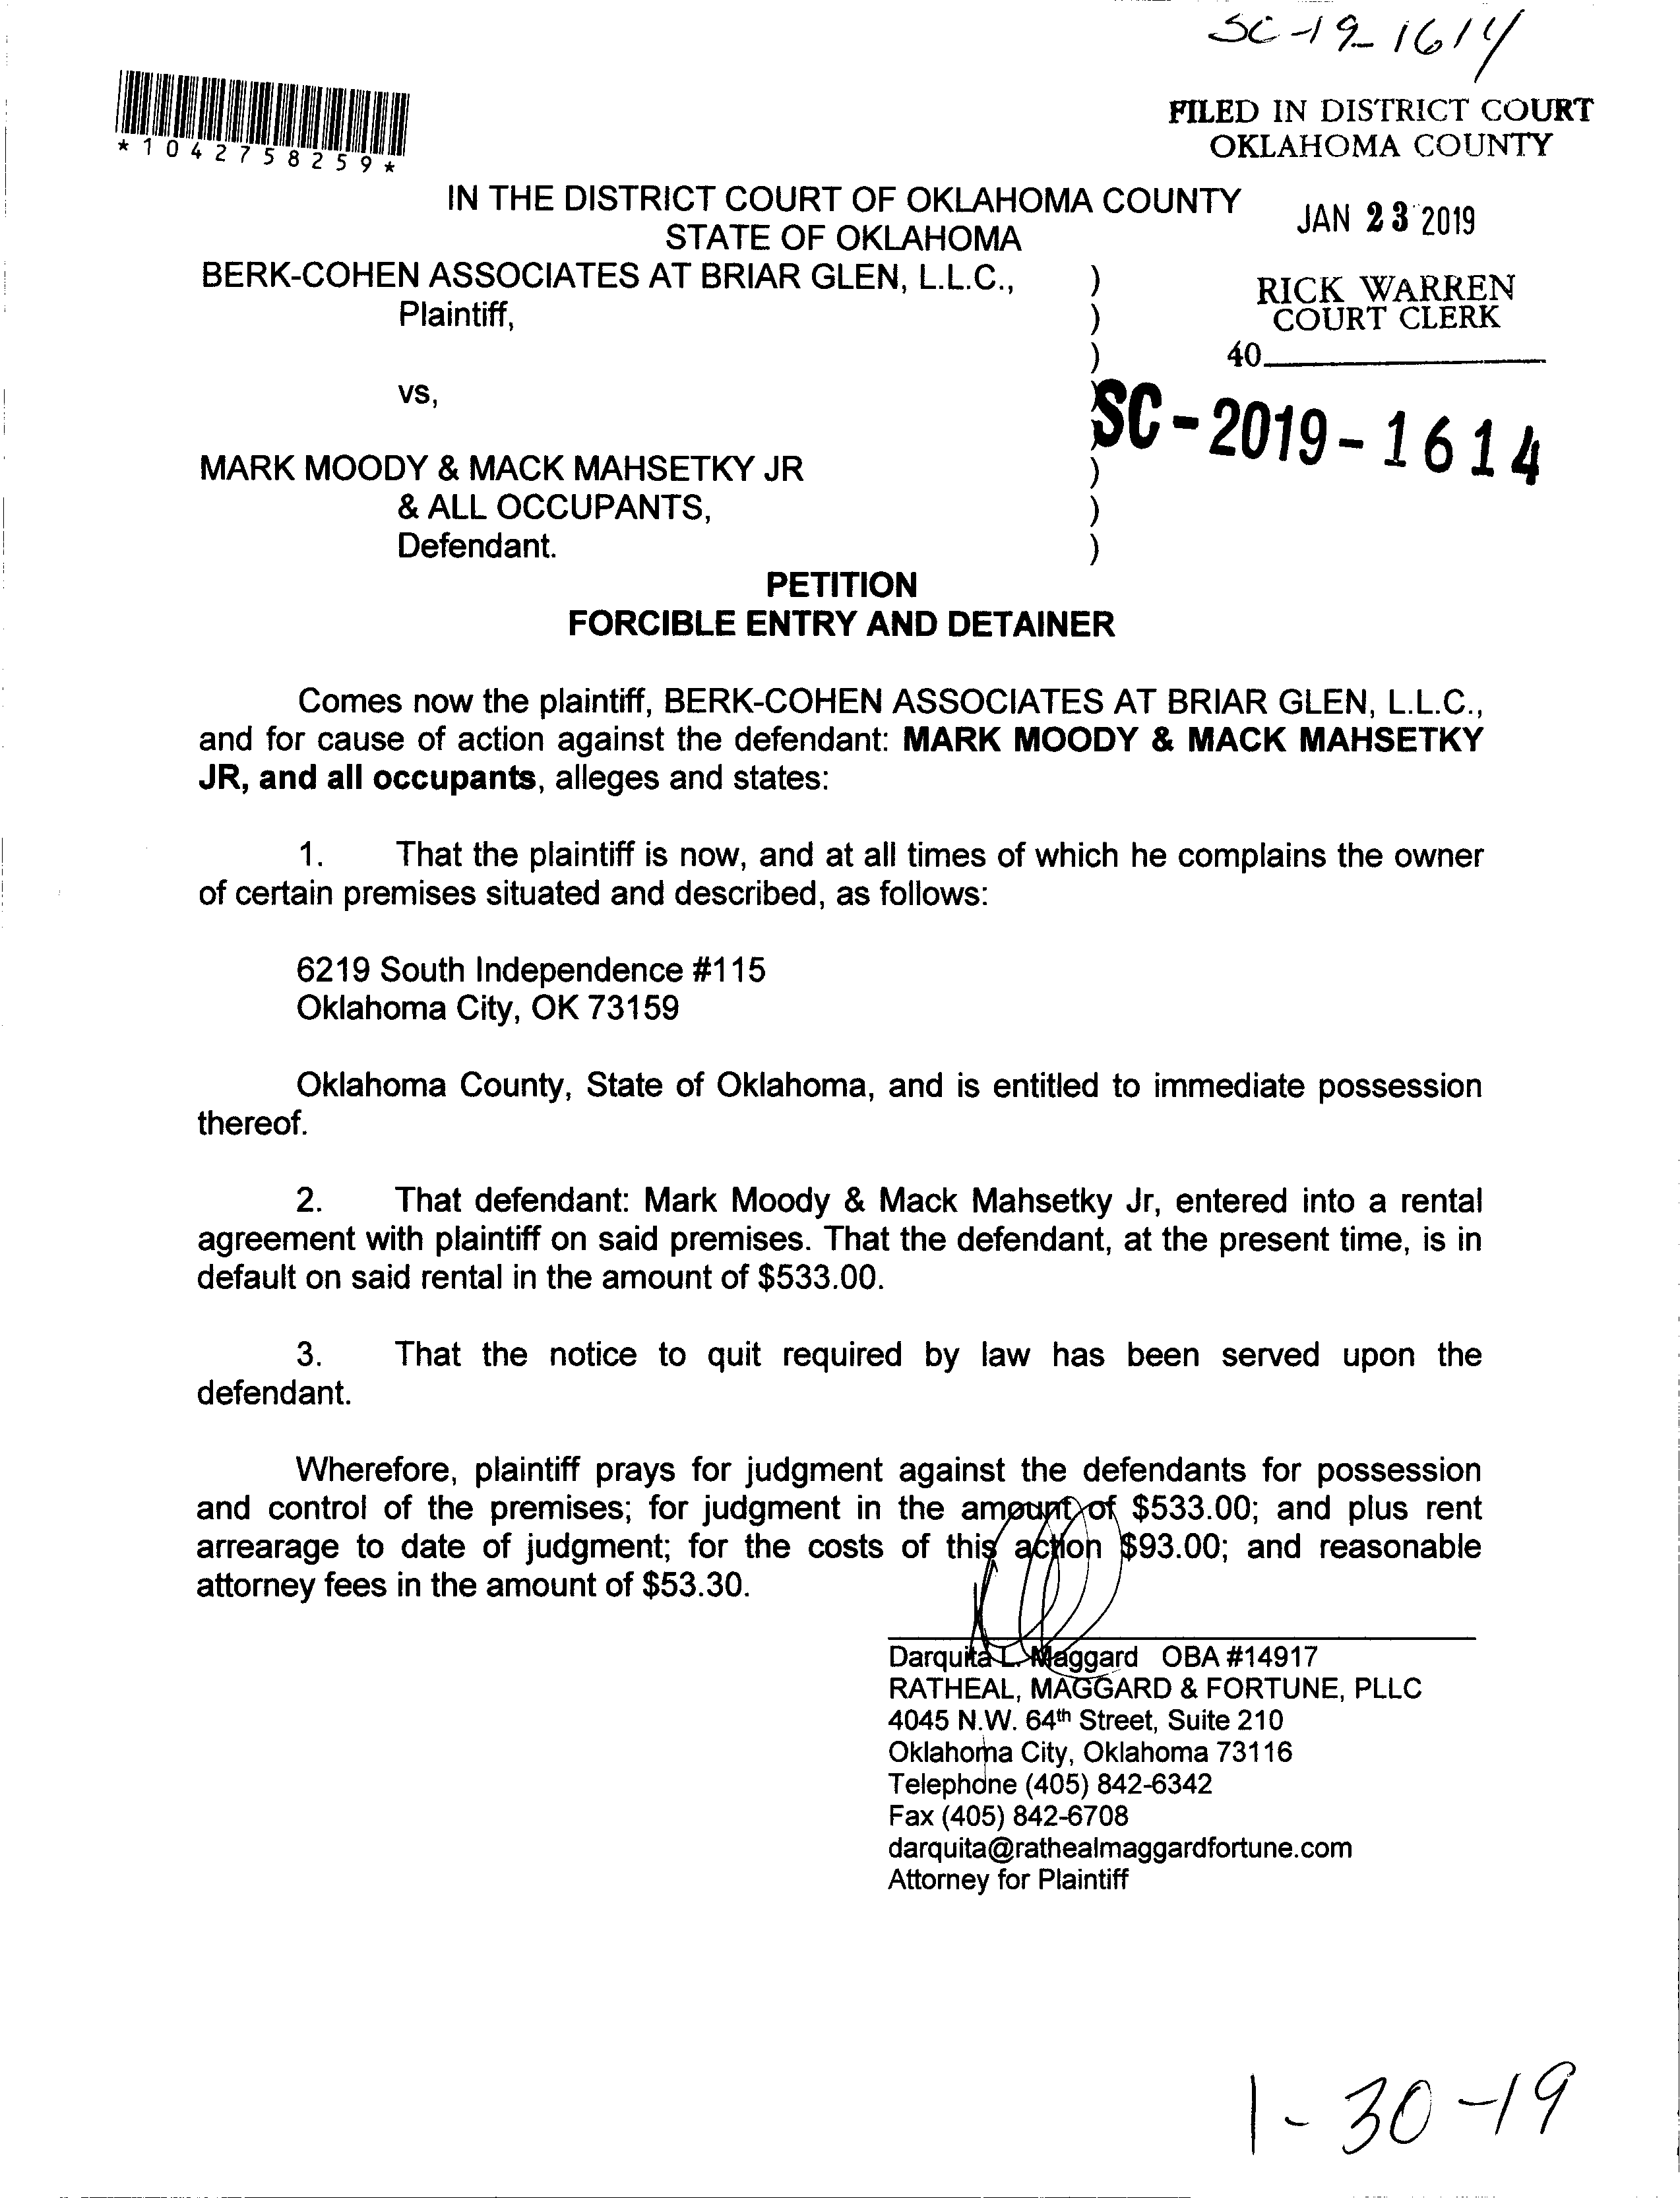 SC-19-1614
*1042758259*
FILED IN DISTRICT COURT
OKLAHOMA COUNTY
IN THE DISTRICT COURT OF OKLAHOMA COUNTY
STATE OF OKLAHOMA
JAN 23 2019
BERK-COHEN ASSOCIATES AT BRIAR GLEN, L.L.C., )
Plaintiff, )
RICK WARREN
COURT CLERK
)
40
vs, )
SC-2019-1614
)
MARK MOODY & MACK MAHSETKY JR )
& ALL OCCUPANTS, )
Defendant. )
PETITION
FORCIBLE ENTRY AND DETAINER
Comes now the plaintiff, BERK-COHEN ASSOCIATES AT BRIAR GLEN, L.L.C.,
and for cause of action against the defendant: MARK MOODY & MACK MAHSETKY
JR, and all occupants, alleges and states:
1. That the plaintiff is now, and at all times of which he complains the owner
of certain premises situated and described, as follows:
6219 South Independence #115
Oklahoma City, OK 73159
Oklahoma County, State of Oklahoma, and is entitled to immediate possession
thereof.
2. That defendant: Mark Moody & Mack Mahsetky Jr, entered into a rental
agreement with plaintiff on said premises. That the defendant, at the present time, is in
default on said rental in the amount of $533.00.
3. That the notice to quit required by law has been served upon the
defendant.
Wherefore, plaintiff prays for judgment against the defendants for possession
and control of the premises; for judgment in the amount of $533.00; and plus rent
arrearage to date of judgment; for the costs of this action $93.00; and reasonable
attorney fees in the amount of $53.30.
Darquita L. Maggard OBA #14917
RATHEAL, MAGGARD & FORTUNE, PLLC
4045 N.W. 64th Street, Suite 210
Oklahoma City, Oklahoma 73116
Telephone (405) 842-6342
Fax (405) 842-6708
darquita@rathealmaggardfortune.com
Attorney for Plaintiff
1-30-19